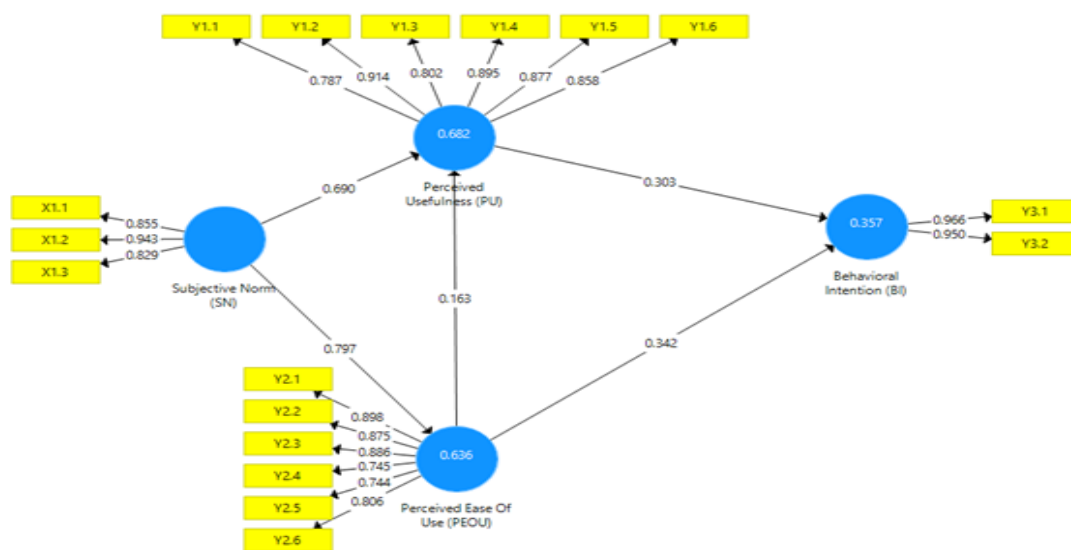 Y1.1 Y1.2 Y1.3 Y1.4 Y1.5 Y1.6
0.787 0.914 0.802 0.895 0.877 0.858
0.682
Perceived
Usefulness (PU)
0.690
0.303
X1.1
X1.2
X1.3
0.855
0.943
0.829
Subjective Norm
(SN)
0.357
0.966
0.950
Y3.1
Y3.2
Behavioral
Intention (BI)
0.163
0.797
0.342
Y2.1
Y2.2
Y2.3
Y2.4
Y2.5
Y2.6
0.898
0.875
0.886
0.745
0.744
0.806
0.636
Perceived Ease Of
Use (PEOU)